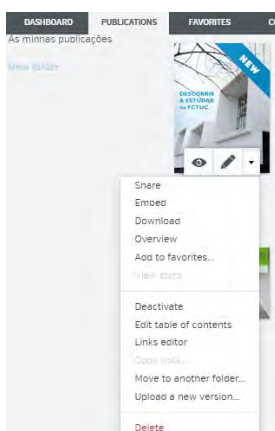 DASHBOARD PUBLICATIONS FAVORITES
As minhas publicações
New folder
NEW
DESCOBRIR
& ESTUDAR
na FCTUC
Share
Embed
Download
Overview
Add to favorites...
View stats
Deactivate
Edit table of contents
Links editor
Copy links...
Move to another folder...
Upload a new version...
Delete